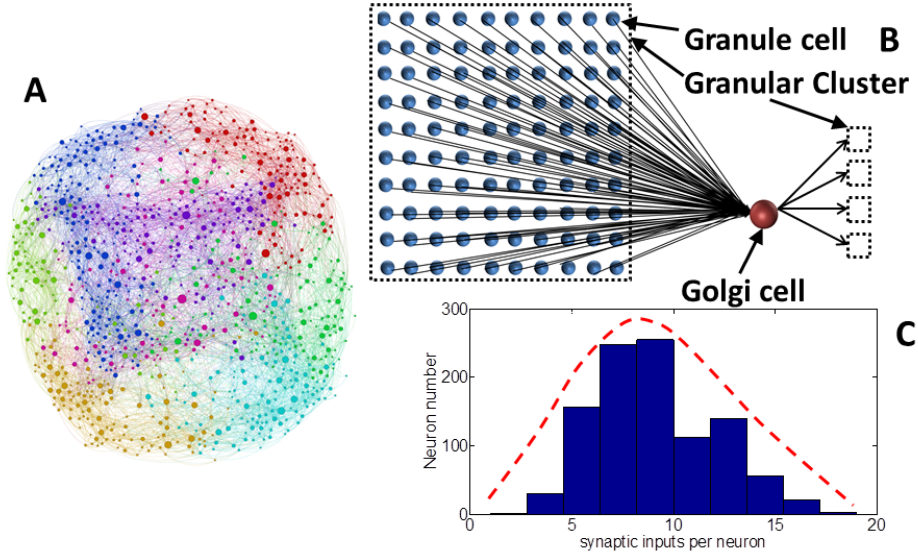 A
Granule cell
B
Granular Cluster
Golgi cell
C
300
200
100
0
Neuron number
0
5
10
15
20
synaptic inputs per neuron